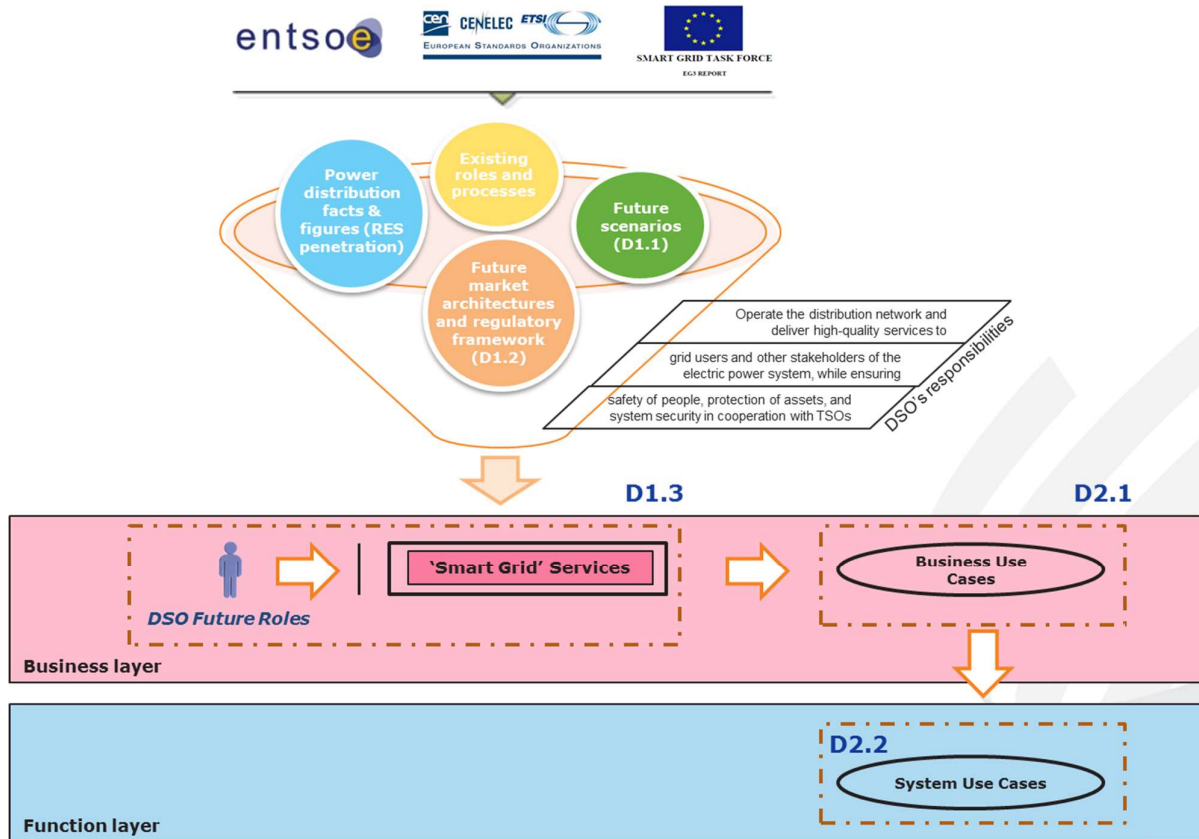 entsoe
cen CENELEC ETSI
EUROPEAN STANDARDS ORGANIZATIONS
SMART GRID TASK FORCE
EG3 REPORT
Power
distribution
facts &
figures (RES
penetration)
Existing
roles and
processes
Future
scenarios
(D1.1)
Future
market
architectures
and regulatory
framework
(D1.2)
Operate the distribution network and
deliver high-quality services to
grid users and other stakeholders of the
electric power system, while ensuring
safety of people, protection of assets, and
system security in cooperation with TSOs
DSO's responsibilities
D1.3
D2.1
'Smart Grid' Services
Business Use
Cases
DSO Future Roles
Business layer
D2.2
System Use Cases
Function layer